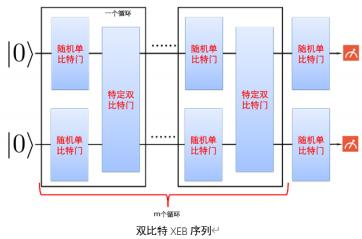 一个循环
|0⟩
随机单
比特门
特定双
比特门
……
随机单
比特门
特定双
比特门
随机单
比特门
|0⟩
随机单
比特门
……
随机单
比特门
随机单
比特门
m个循环
双比特 XEB 序列↵